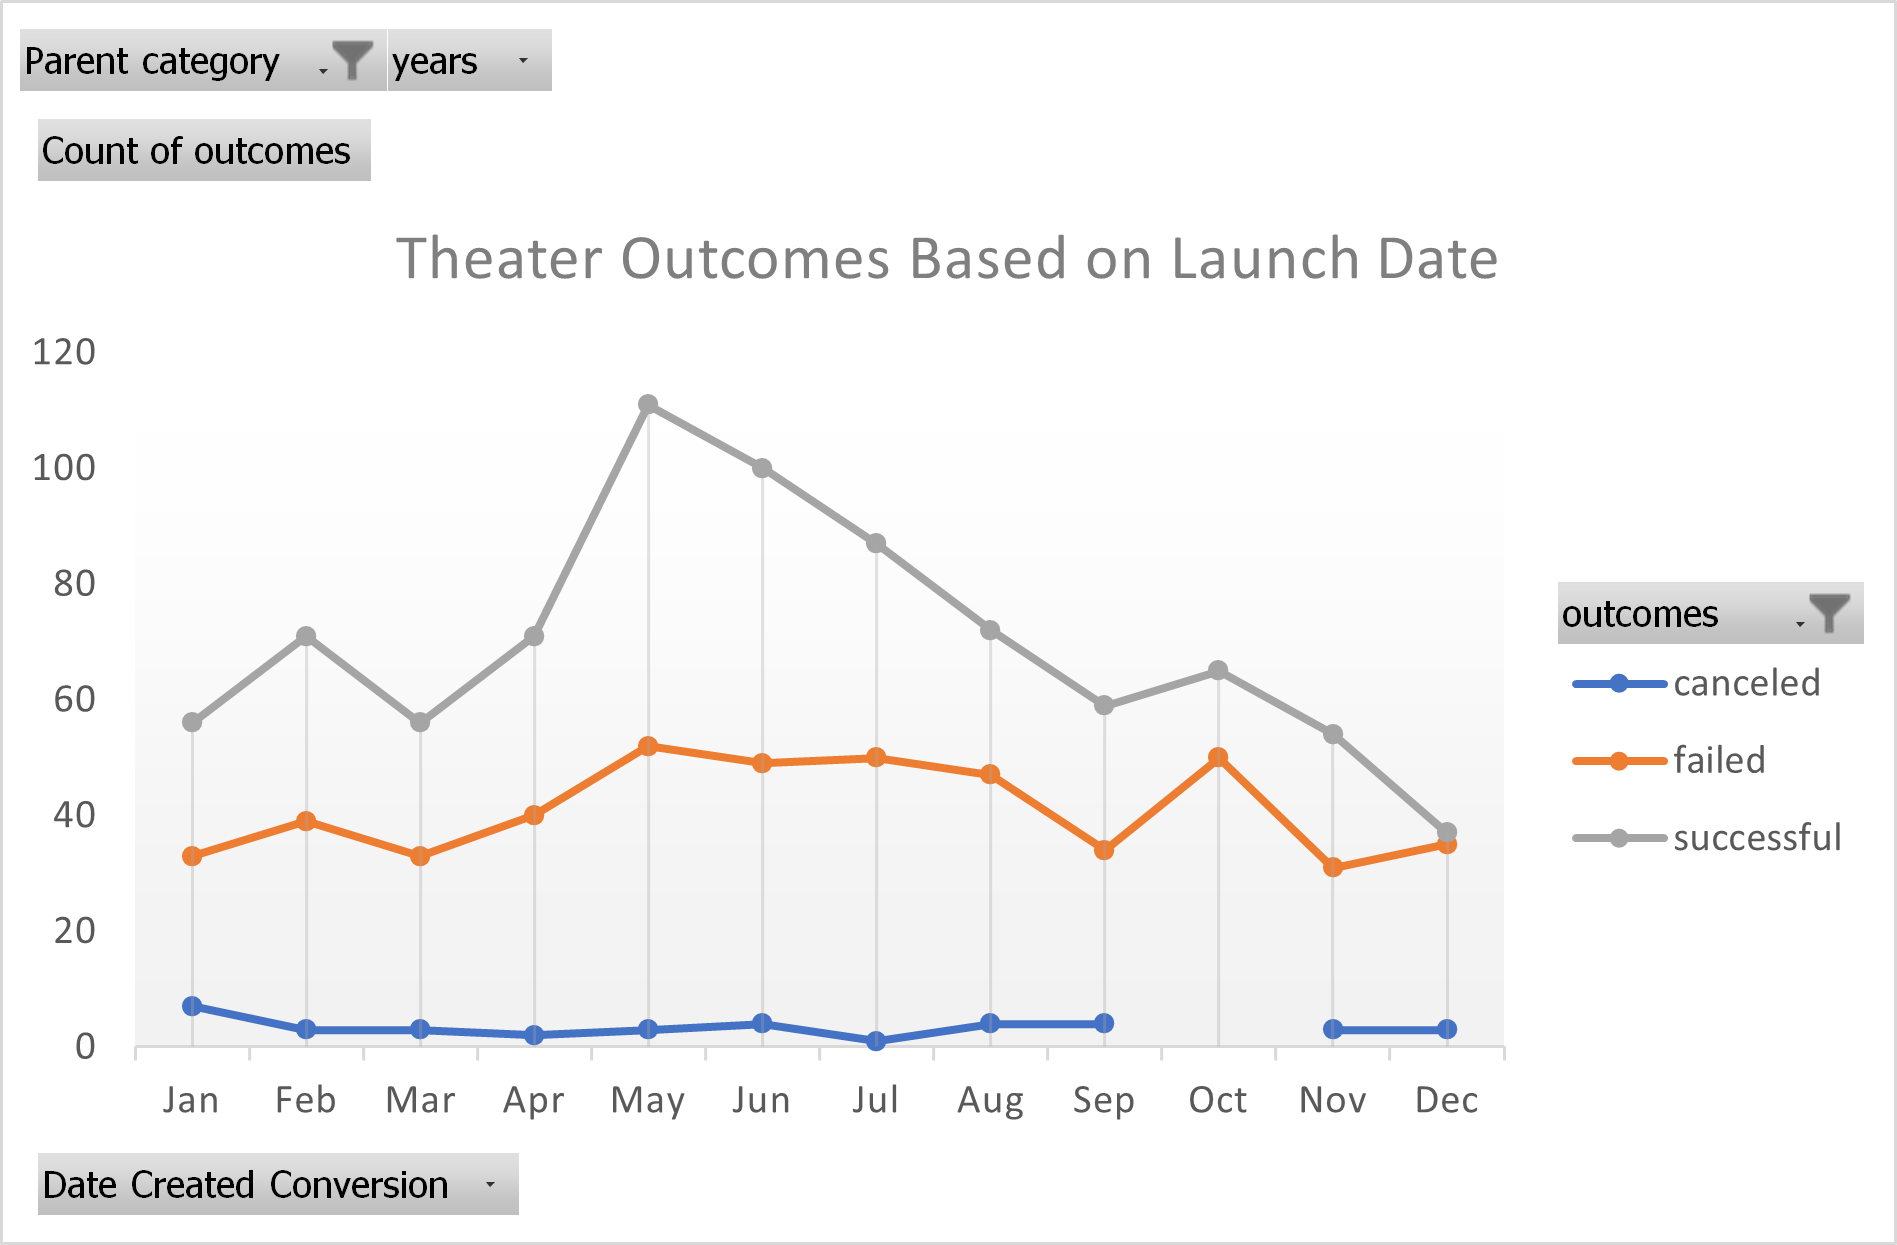 Parent category years
Count of outcomes
Theater Outcomes Based on Launch Date
120
100
80
60
40
20
0
Jan Feb Mar Apr May Jun Jul Aug Sep Oct Nov Dec
outcomes
canceled
failed
successful
Date Created Conversion